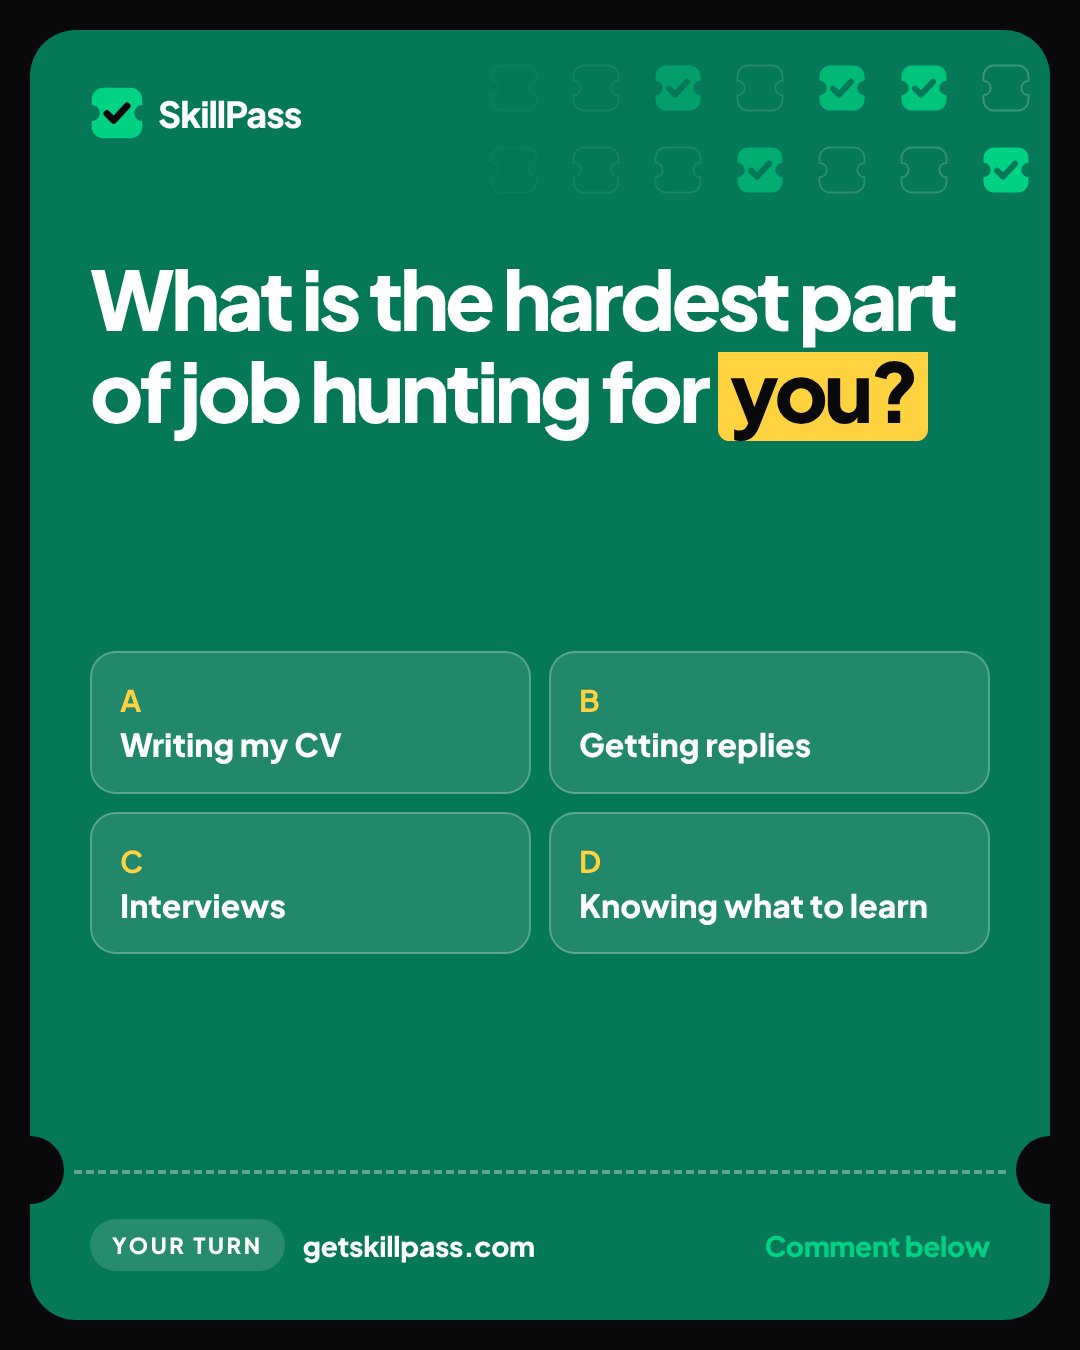 SkillPass
What is the hardest part
of job hunting for you?
A
Writing my CV
B
Getting replies
C
Interviews
D
Knowing what to learn
YOUR TURN
getskillpass.com
Comment below